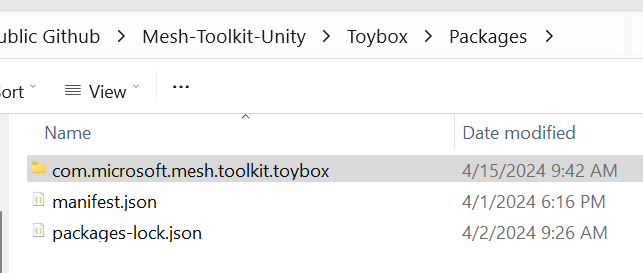 ublic Github > Mesh-Toolkit-Unity > Toybox > Packages >
ort View ...
Name Date modified
com.microsoft.mesh.toolkit.toybox 4/15/2024 9:42 AM
manifest.json 4/1/2024 6:16 PM
packages-lock.json 4/2/2024 9:26 AM